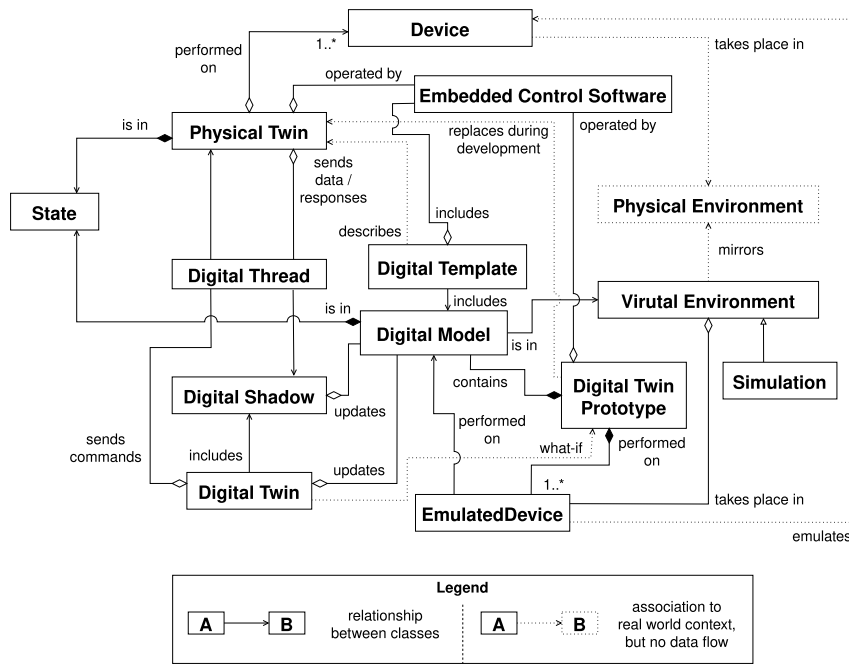 Device
performed
on
1..*
takes place in
operated by
Embedded Control Software
is in
Physical Twin
replaces during
development
operated by
sends
data /
responses
State
Physical Environment
includes
describes
mirrors
Digital Thread
Digital Template
is in
includes
Virutal Environment
Digital Model
is in
contains
Digital Twin
Prototype
Simulation
Digital Shadow
updates
performed
on
sends
commands
includes
updates
what-if
performed
on
Digital Twin
1..*
EmulatedDevice
takes place in
emulates
Legend
A
B
relationship
between classes
A
B
association to
real world context,
but no data flow